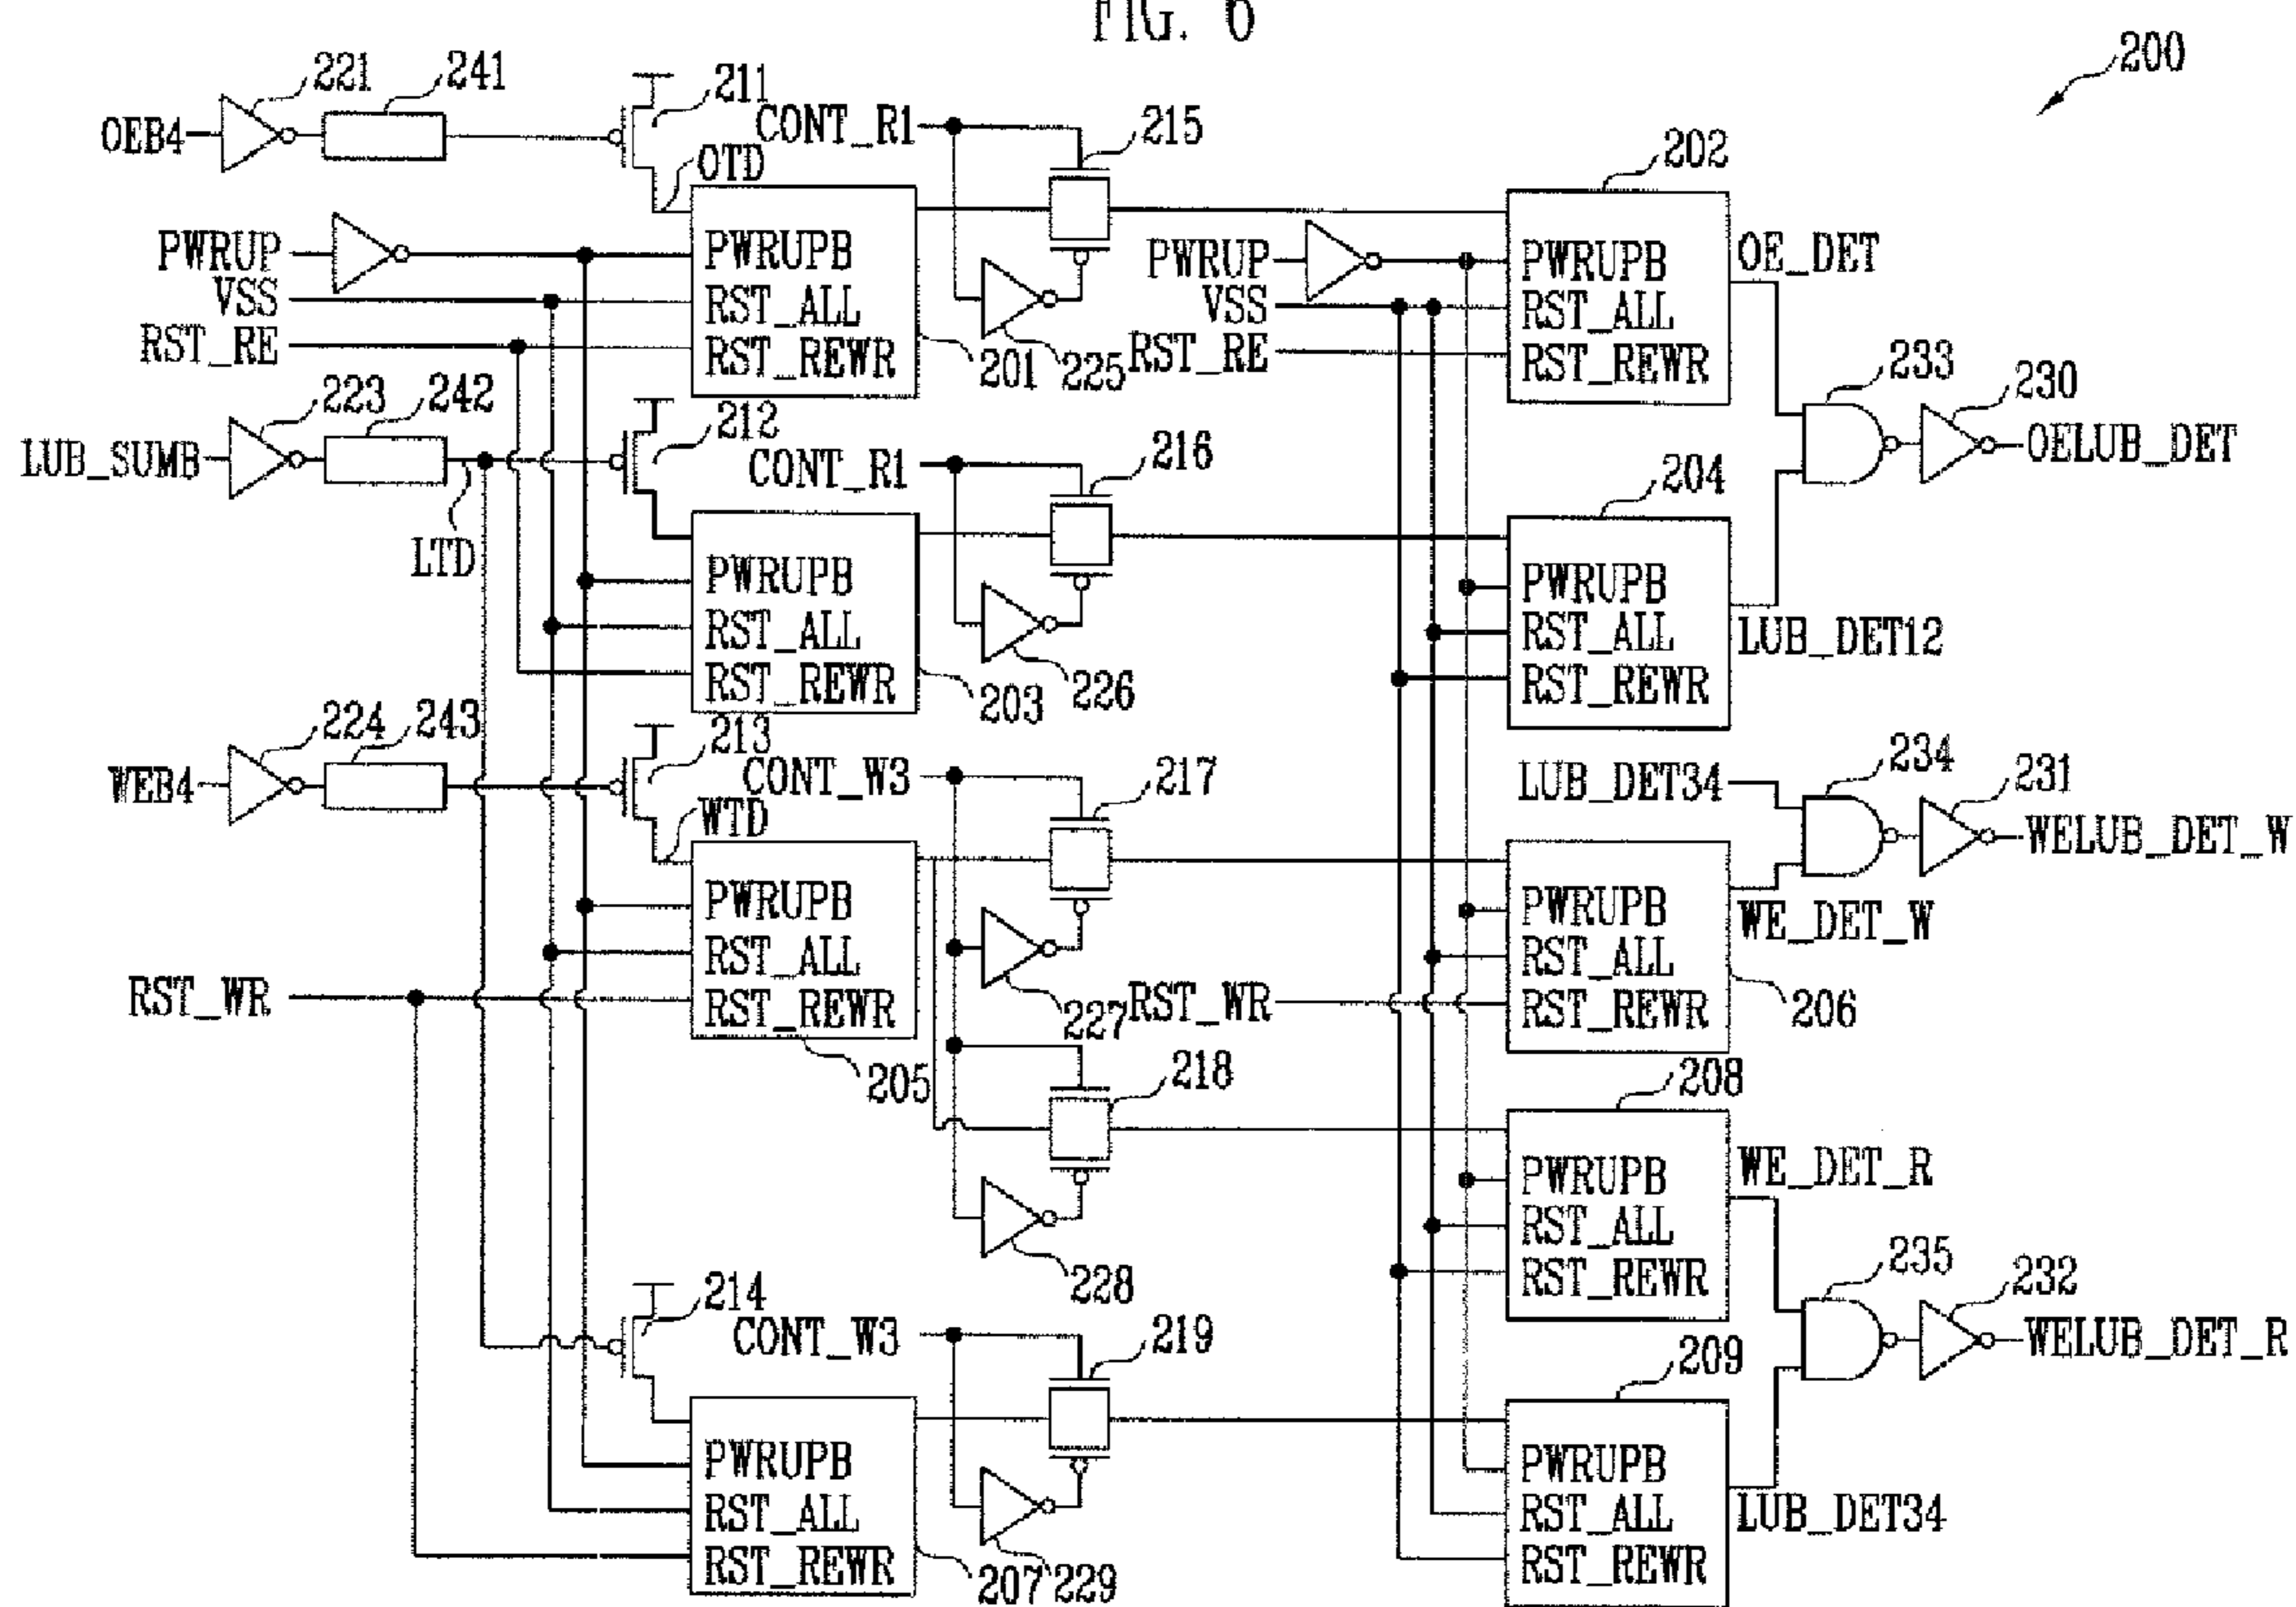 FIG. 6
200
221
241
211
OEB4
CONT_R1
215
202
OTD
PWRUP
VSS
RST_RE
PWRUPB
RST_ALL
RST_REWR
201
225
PWRUP
VSS
RST_RE
PWRUPB
RST_ALL
RST_REWR
OE_DET
233
230
OELUB_DET
223
242
212
LUB_SUMB
LTD
CONT_R1
216
204
PWRUPB
RST_ALL
RST_REWR
203
226
PWRUPB
RST_ALL
RST_REWR
LUB_DET12
224
243
213
WEB4
CONT_W3
217
WTD
LUB_DET34
234
231
WELUB_DET_W
PWRUPB
RST_ALL
RST_REWR
RST_WR
205
227
RST_WR
PWRUPB
RST_ALL
RST_REWR
WE_DET_W
206
218
228
208
PWRUPB
RST_ALL
RST_REWR
WE_DET_R
235
232
WELUB_DET_R
214
CONT_W3
219
209
PWRUPB
RST_ALL
RST_REWR
207
229
PWRUPB
RST_ALL
RST_REWR
LUB_DET34